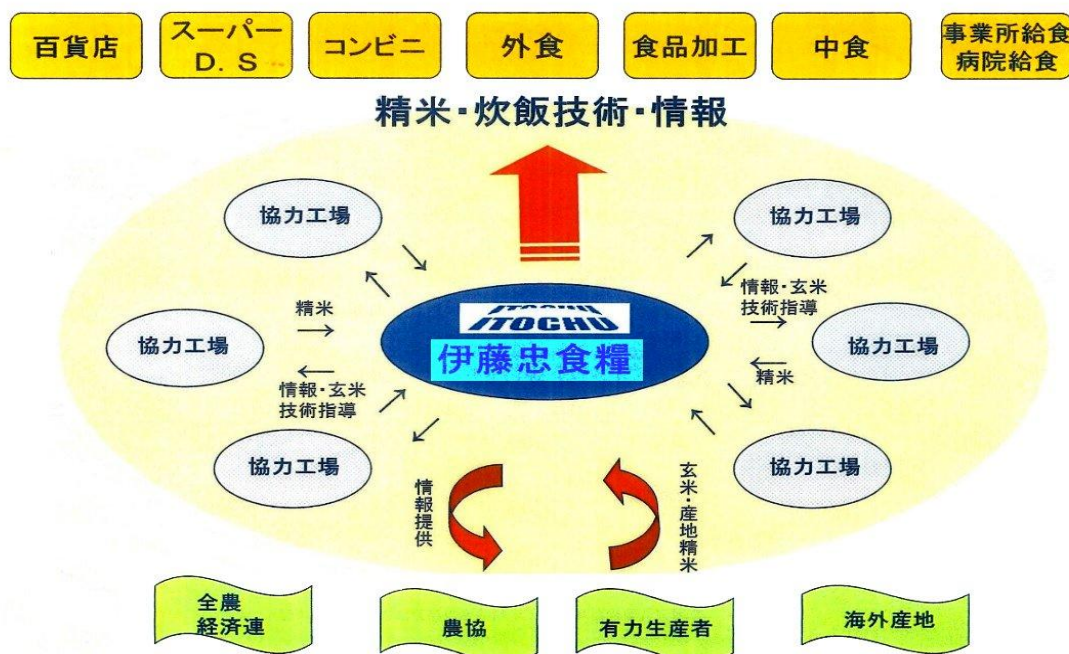 百貨店
スーパー
D. S
コンビニ
外食
食品加工
中食
事業所給食
病院給食
精米・炊飯技術・情報
協力工場
協力工場
精米
情報・玄米
技術指導
協力工場
協力工場
ITOCHU
ITOCHU
伊藤忠食糧
情報・玄米
技術指導
精米
協力工場
協力工場
情報提供
玄米・産地精米
全農
経済連
農協
有力生産者
海外産地